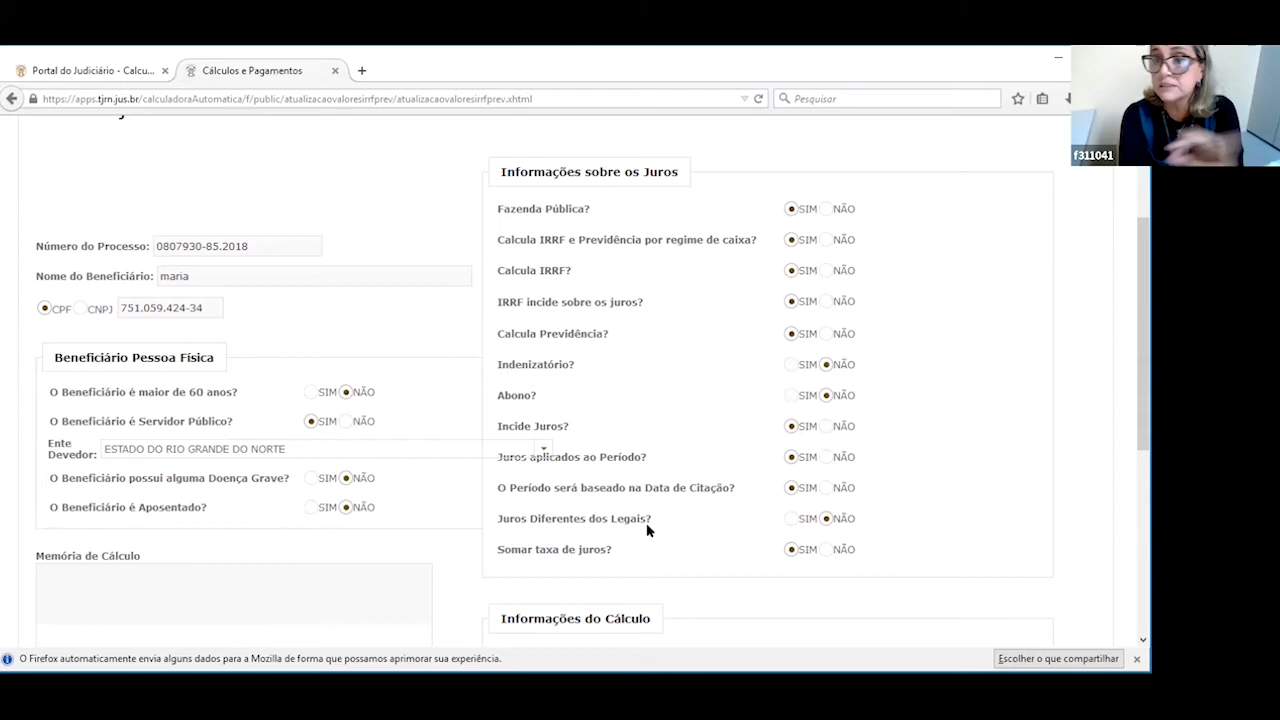 Portal do Judiciário - Calcu...
Cálculos e Pagamentos
https://apps.tjrn.jus.br/calculadoraAutomatica/f/public/atualizacaovaloresirrfprev/atualizacaovaloresirrfprev.xhtml
Pesquisar
f311041
Número do Processo: 0807930-85.2018
Nome do Beneficiário: maria
CPF CNPJ 751.059.424-34
Beneficiário Pessoa Física
O Beneficiário é maior de 60 anos? SIM NÃO
O Beneficiário é Servidor Público? SIM NÃO
Ente
Devedor: ESTADO DO RIO GRANDE DO NORTE
O Beneficiário possui alguma Doença Grave? SIM NÃO
O Beneficiário é Aposentado? SIM NÃO
Memória de Cálculo
Informações sobre os Juros
Fazenda Pública? SIM NÃO
Calcula IRRF e Previdência por regime de caixa? SIM NÃO
Calcula IRRF? SIM NÃO
IRRF incide sobre os juros? SIM NÃO
Calcula Previdência? SIM NÃO
Indenizatório? SIM NÃO
Abono? SIM NÃO
Incide Juros? SIM NÃO
Juros aplicados ao Período? SIM NÃO
O Período será baseado na Data de Citação? SIM NÃO
Juros Diferentes dos Legais? SIM NÃO
Somar taxa de juros? SIM NÃO
Informações do Cálculo
O Firefox automaticamente envia alguns dados para a Mozilla de forma que possamos aprimorar sua experiência.
Escolher o que compartilhar